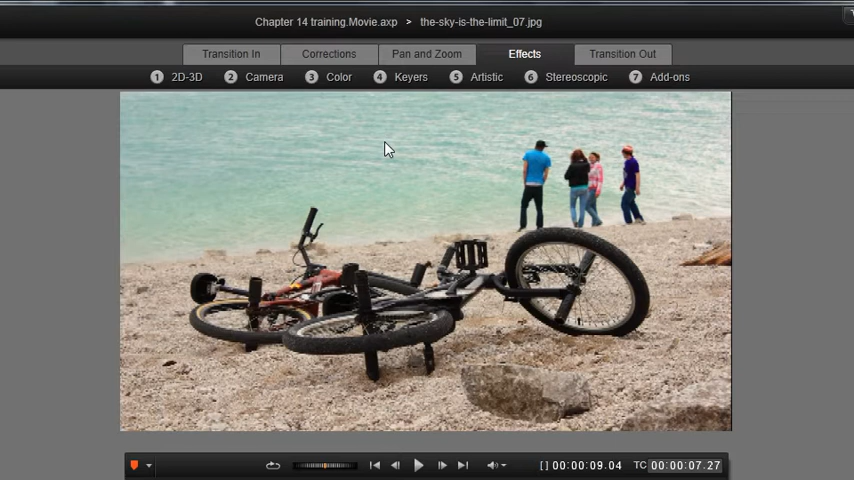 Chapter 14 training.Movie.axp > the-sky-is-the-limit_07.jpg
Transition In Corrections Pan and Zoom Effects Transition Out
1 2D-3D 2 Camera 3 Color 4 Keyers 5 Artistic 6 Stereoscopic 7 Add-ons
[] 00:00:09.04 TC 00:00:07.27